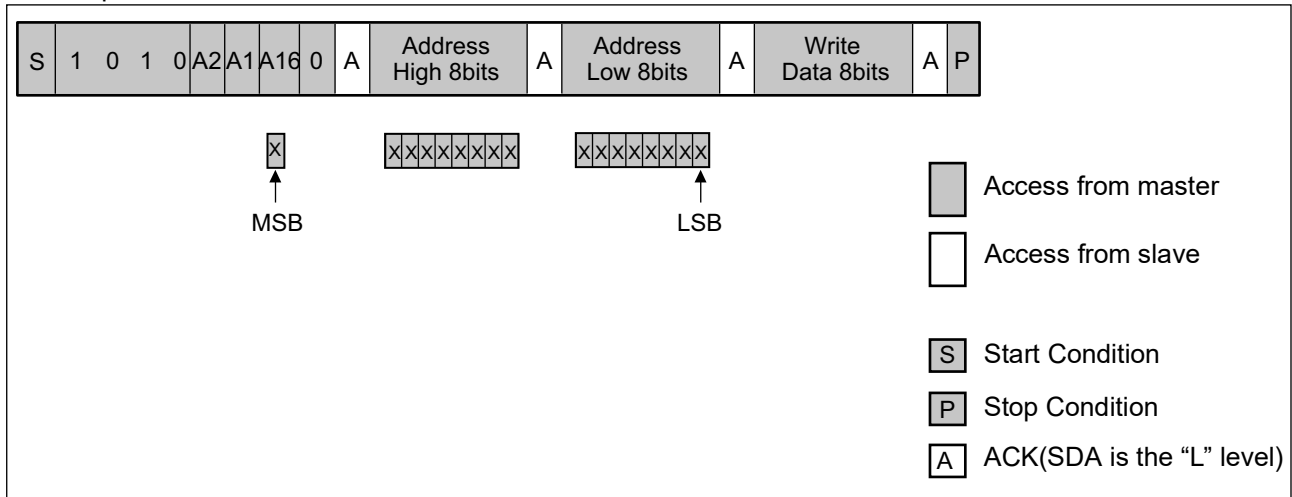 S 1 0 1 0 A2 A1 A16 0 A Address High 8bits A Address Low 8bits A Write Data 8bits A P
X XXXXXXXX XXXXXXXX
MSB LSB
Access from master
Access from slave
S Start Condition
P Stop Condition
A ACK(SDA is the “L” level)